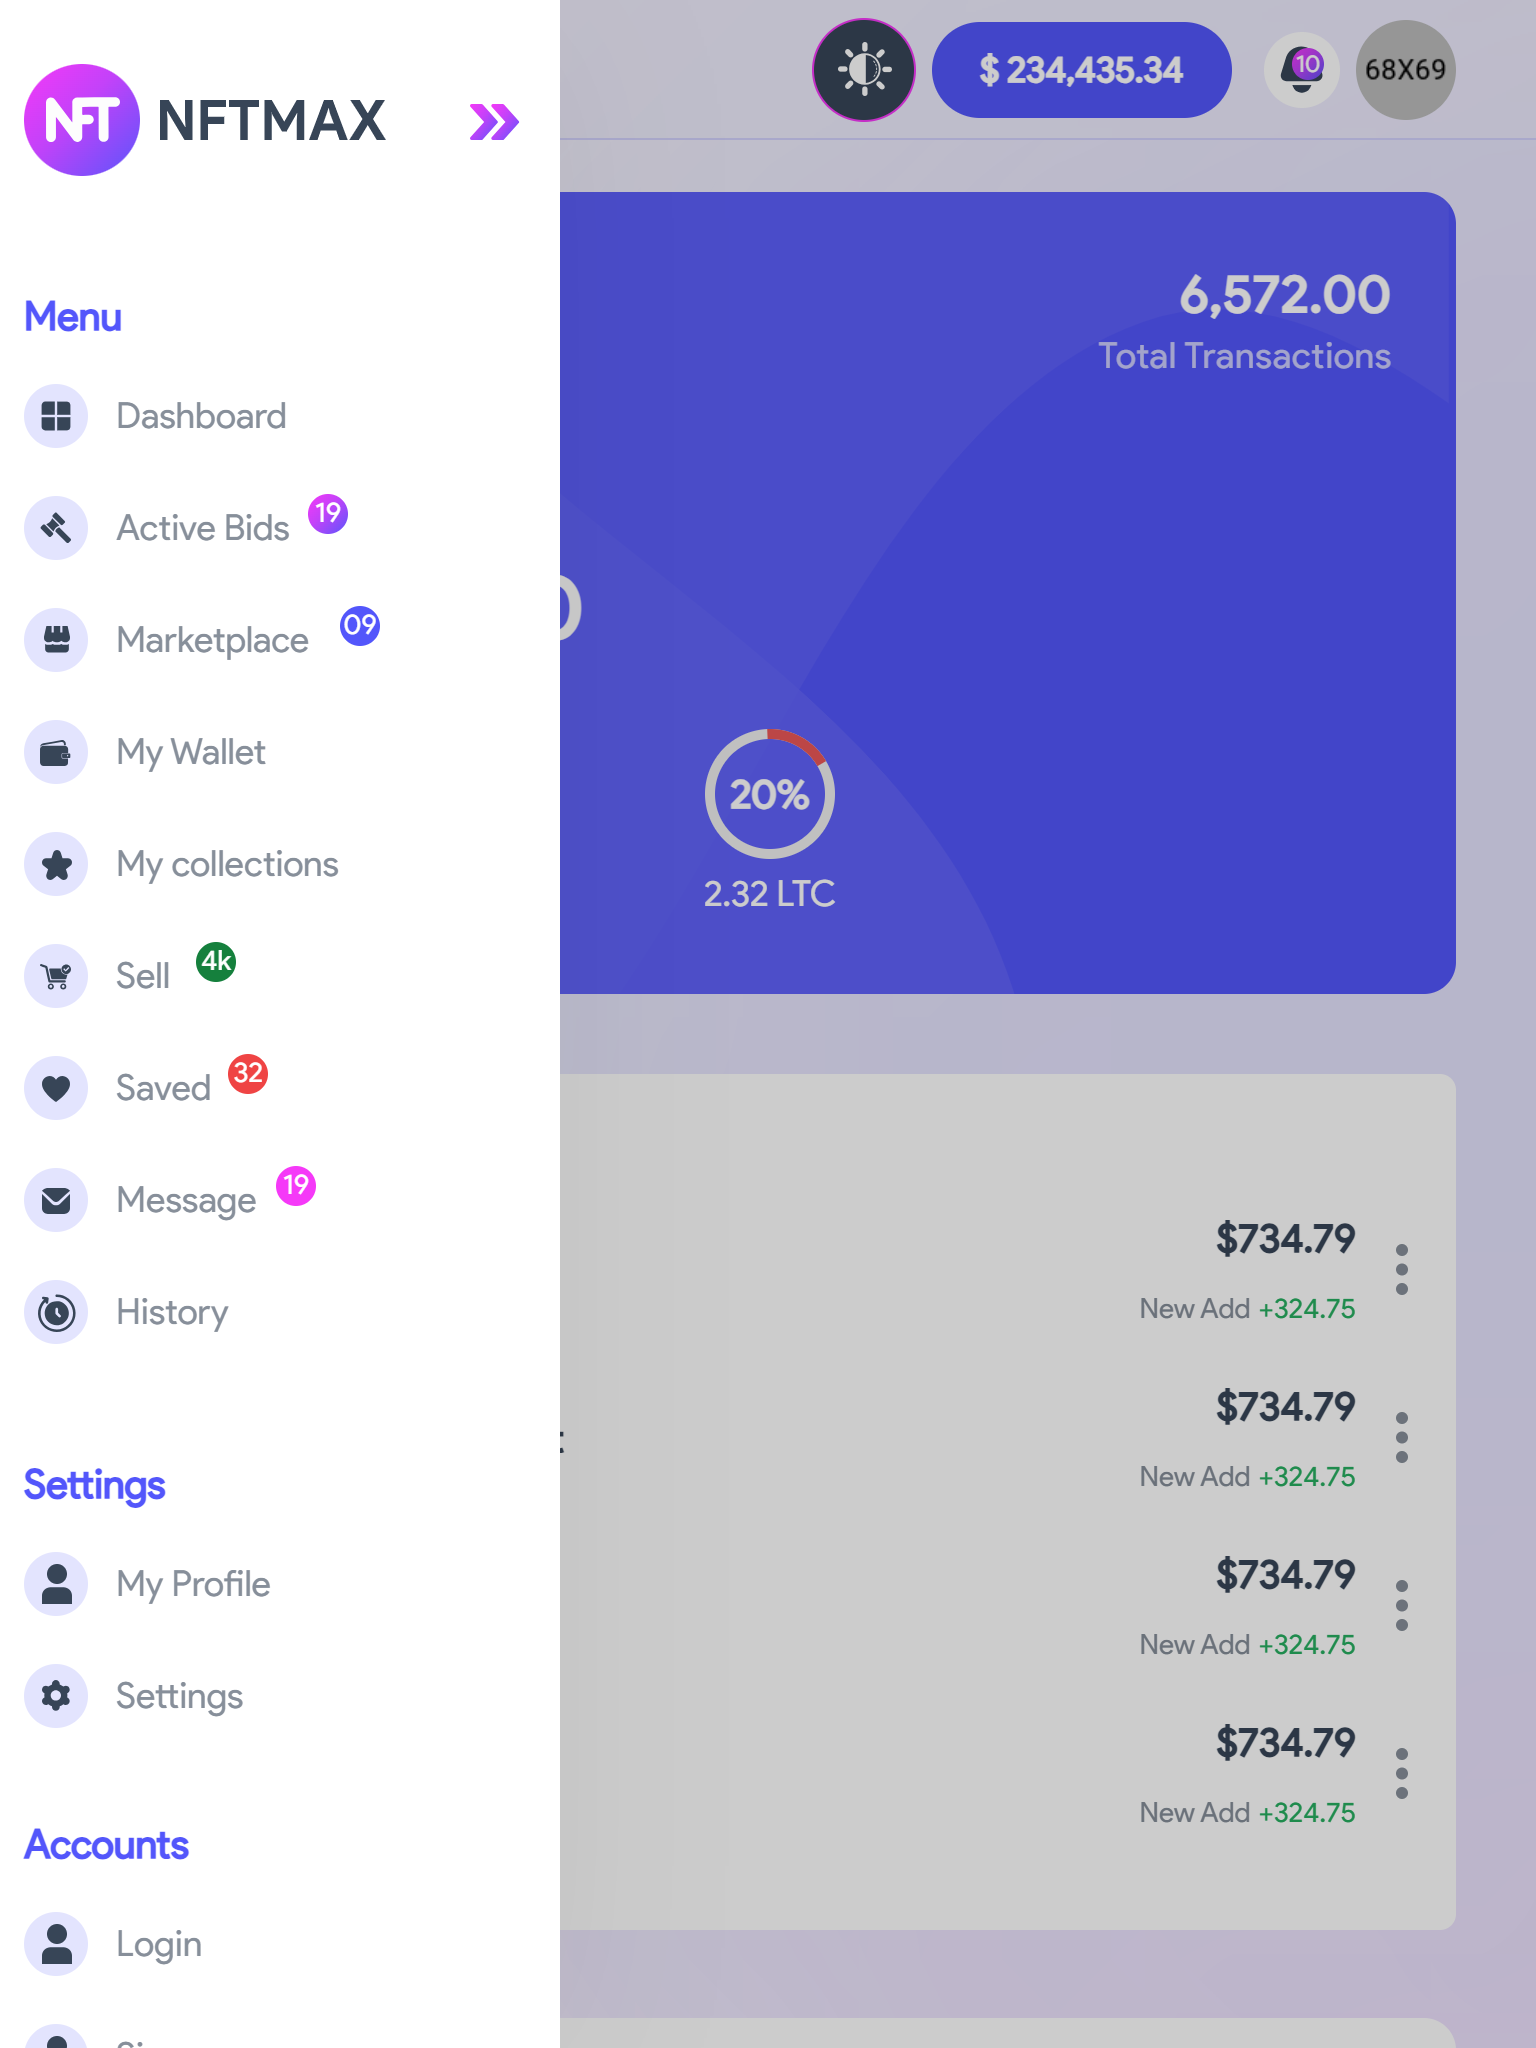 NFT NFTMAX
Menu
Dashboard
Active Bids 19
Marketplace 09
My Wallet
My collections
Sell 4k
Saved 32
Message 19
History
Settings
My Profile
Settings
Accounts
Login
$ 234,435.34
10
68X69
6,572.00
Total Transactions
20%
2.32 LTC
$734.79
New Add +324.75
$734.79
New Add +324.75
$734.79
New Add +324.75
$734.79
New Add +324.75